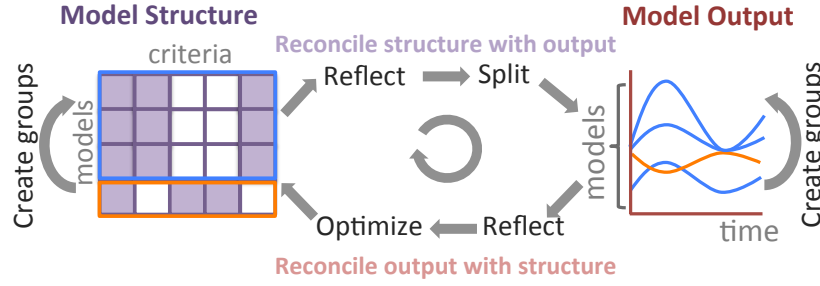 Model Structure
Model Output
criteria
Reconcile structure with output
Reflect
Split
Create groups
models
models
Create groups
Optimize
Reflect
time
Reconcile output with structure